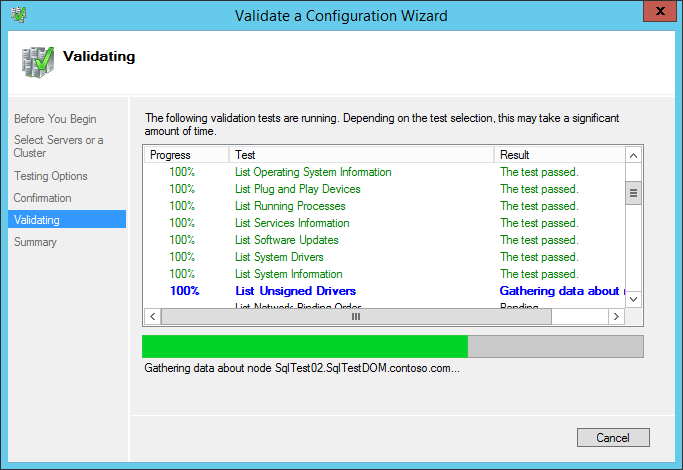 Validate a Configuration Wizard
Validating
Before You Begin
Select Servers or a
Cluster
Testing Options
Confirmation
Validating
Summary
The following validation tests are running. Depending on the test selection, this may take a significant
amount of time.
Progress Test Result
100% List Operating System Information The test passed.
100% List Plug and Play Devices The test passed.
100% List Running Processes The test passed.
100% List Services Information The test passed.
100% List Software Updates The test passed.
100% List System Drivers The test passed.
100% List System Information The test passed.
100% List Unsigned Drivers Gathering data about
List Network Binding Order Pending
Gathering data about node SqlTest02.SqlTestDOM.contoso.com...
Cancel